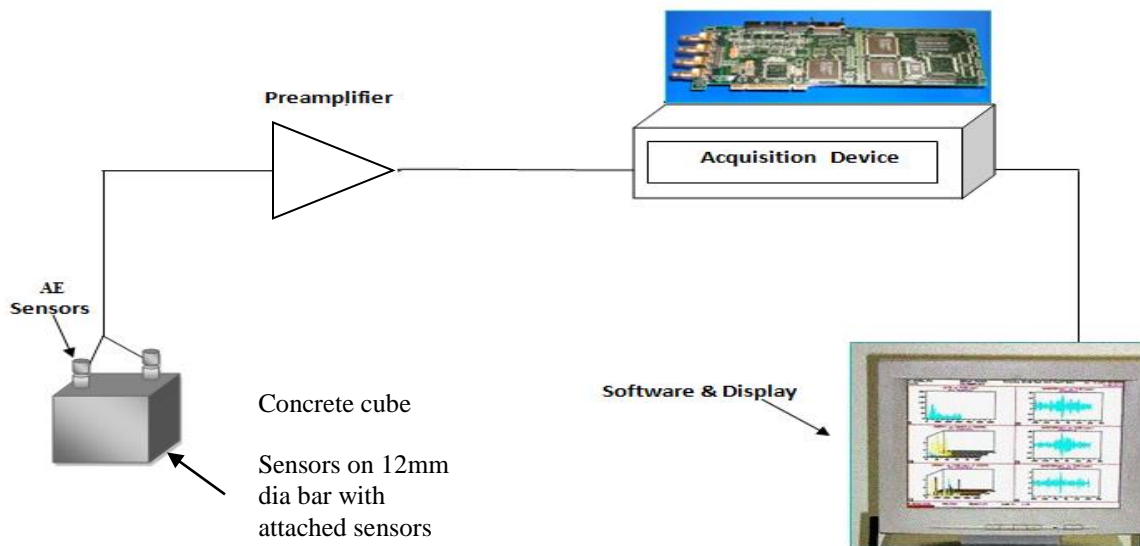 Preamplifier
Acquisition Device
AE
Sensors
Software & Display
Concrete cube
Sensors on 12mm
dia bar with
attached sensors